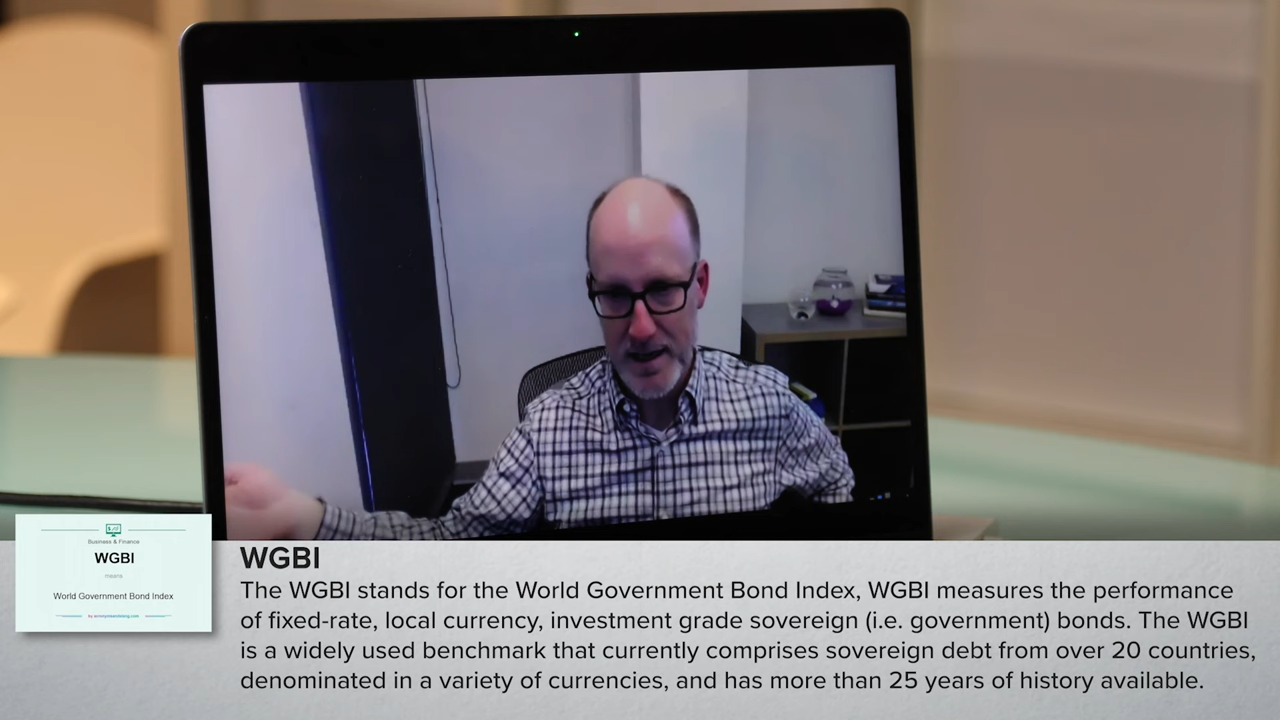 Business & Finance
WGBI
means
World Government Bond Index
by acronymsandslang.com
WGBI
The WGBI stands for the World Government Bond Index, WGBI measures the performance
of fixed-rate, local currency, investment grade sovereign (i.e. government) bonds. The WGBI
is a widely used benchmark that currently comprises sovereign debt from over 20 countries,
denominated in a variety of currencies, and has more than 25 years of history available.